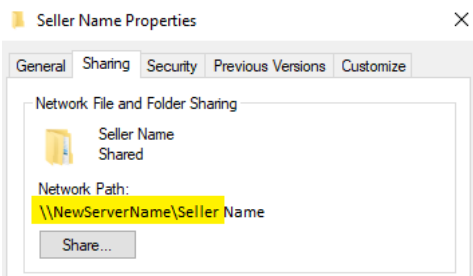 Seller Name Properties
General Sharing Security Previous Versions Customize
Network File and Folder Sharing
Seller Name
Shared
Network Path:
\\NewServerName\Seller Name
Share...